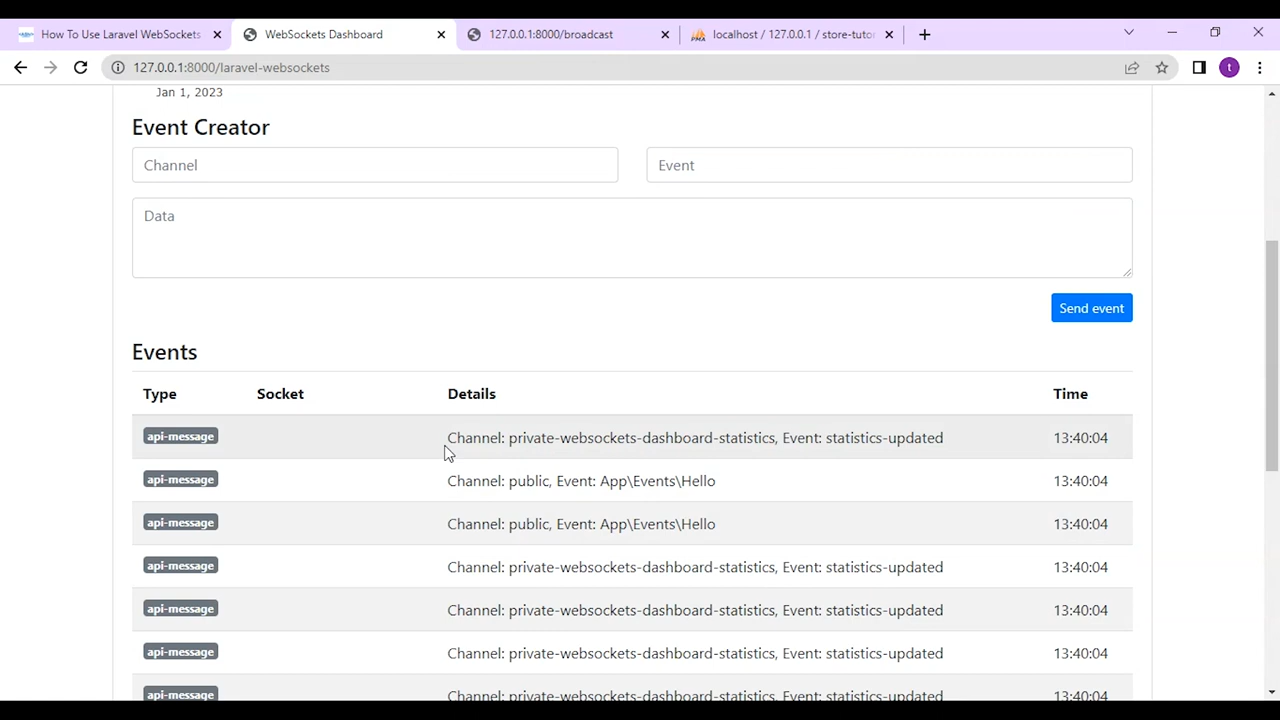 How To Use Laravel WebSockets
WebSockets Dashboard
127.0.0.1:8000/broadcast
localhost / 127.0.0.1 / store-tutor
127.0.0.1:8000/laravel-websockets
t
Jan 1, 2023
Event Creator
Channel
Event
Data
Send event
Events
Type Socket Details Time
api-message Channel: private-websockets-dashboard-statistics, Event: statistics-updated 13:40:04
api-message Channel: public, Event: App\Events\Hello 13:40:04
api-message Channel: public, Event: App\Events\Hello 13:40:04
api-message Channel: private-websockets-dashboard-statistics, Event: statistics-updated 13:40:04
api-message Channel: private-websockets-dashboard-statistics, Event: statistics-updated 13:40:04
api-message Channel: private-websockets-dashboard-statistics, Event: statistics-updated 13:40:04
api-message Channel: private-websockets-dashboard-statistics, Event: statistics-updated 13:40:04